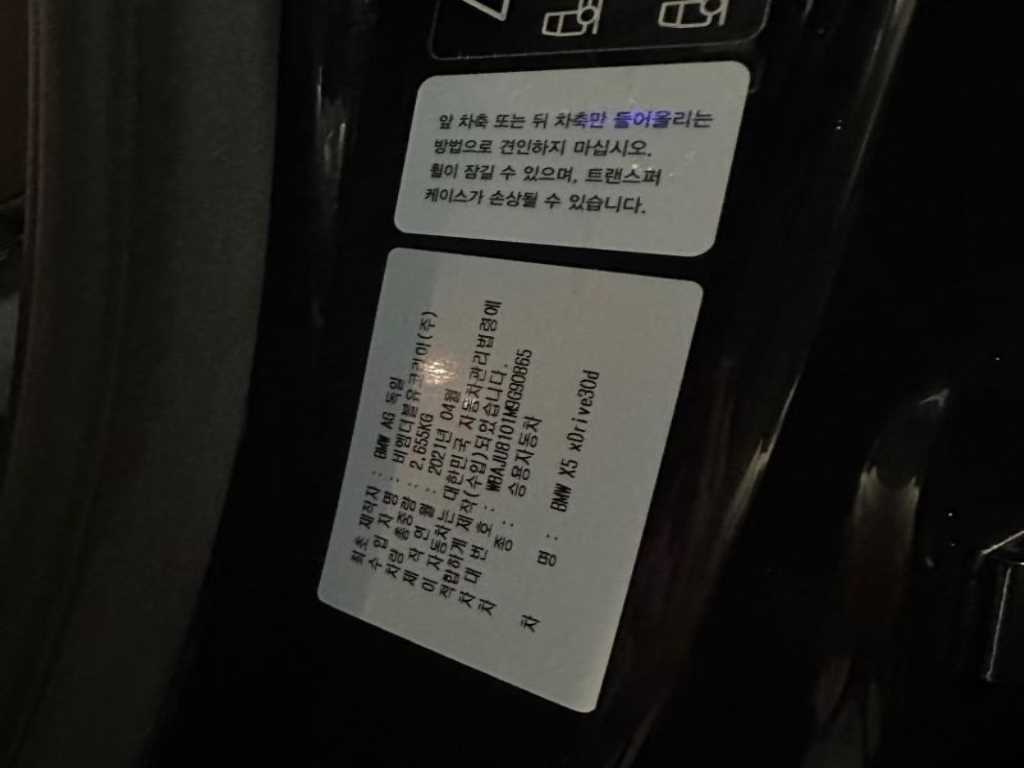 앞 차축 또는 뒤 차축만 들어올리는
방법으로 견인하지 마십시오.
휠이 잠길 수 있으며, 트랜스퍼
케이스가 손상될 수 있습니다.
최초 제작자 : BMW AG 독일
수 입 자 명 : 비엠더블유코리아(주)
차량 총중량 : 2,655KG
제 작 연 월 : 2021년 04월
이 자동차는 대한민국 자동차관리법령에
적합하게 제작(수입)되었습니다.
차 대 번 호 : WBAJU8101M9G90865
차 종 : 승용자동차
차 명 : BMW X5 xDrive30d